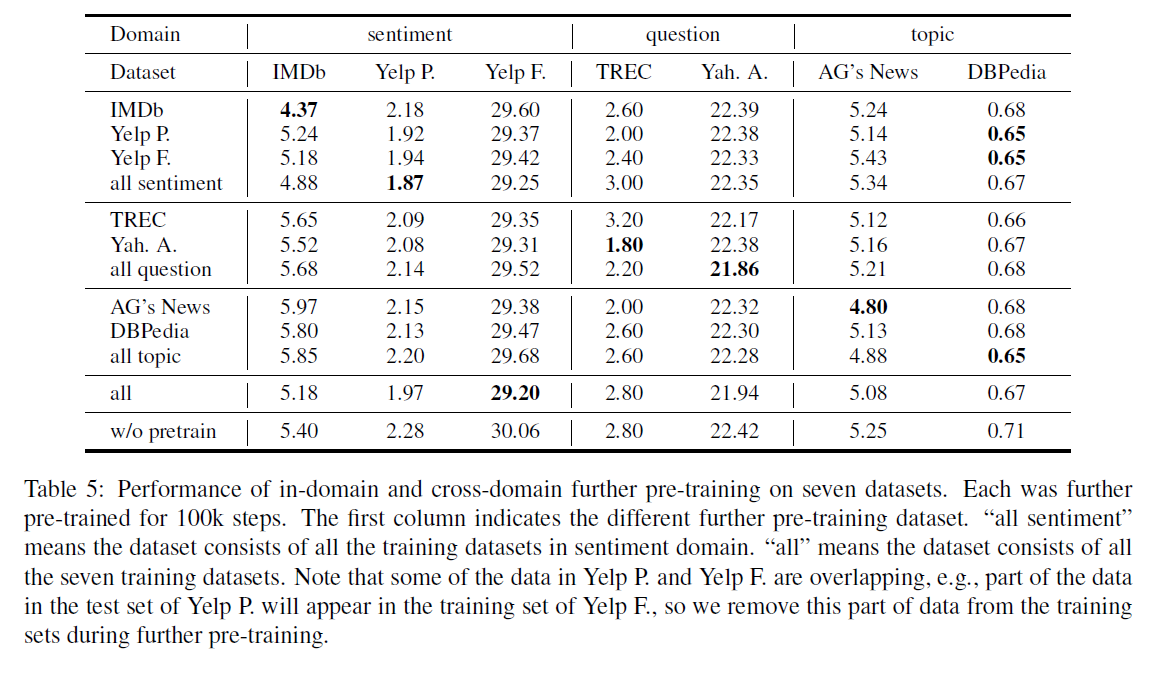 Domain sentiment question topic
Dataset IMDb Yelp P. Yelp F. TREC Yah. A. AG's News DBPedia
IMDb 4.37 2.18 29.60 2.60 22.39 5.24 0.68
Yelp P. 5.24 1.92 29.37 2.00 22.38 5.14 0.65
Yelp F. 5.18 1.94 29.42 2.40 22.33 5.43 0.65
all sentiment 4.88 1.87 29.25 3.00 22.35 5.34 0.67
TREC 5.65 2.09 29.35 3.20 22.17 5.12 0.66
Yah. A. 5.52 2.08 29.31 1.80 22.38 5.16 0.67
all question 5.68 2.14 29.52 2.20 21.86 5.21 0.68
AG's News 5.97 2.15 29.38 2.00 22.32 4.80 0.68
DBPedia 5.80 2.13 29.47 2.60 22.30 5.13 0.68
all topic 5.85 2.20 29.68 2.60 22.28 4.88 0.65
all 5.18 1.97 29.20 2.80 21.94 5.08 0.67
w/o pretrain 5.40 2.28 30.06 2.80 22.42 5.25 0.71
Table 5: Performance of in-domain and cross-domain further pre-training on seven datasets. Each was further
pre-trained for 100k steps. The first column indicates the different further pre-training dataset. “all sentiment”
means the dataset consists of all the training datasets in sentiment domain. “all” means the dataset consists of all
the seven training datasets. Note that some of the data in Yelp P. and Yelp F. are overlapping, e.g., part of the data
in the test set of Yelp P. will appear in the training set of Yelp F., so we remove this part of data from the training
sets during further pre-training.